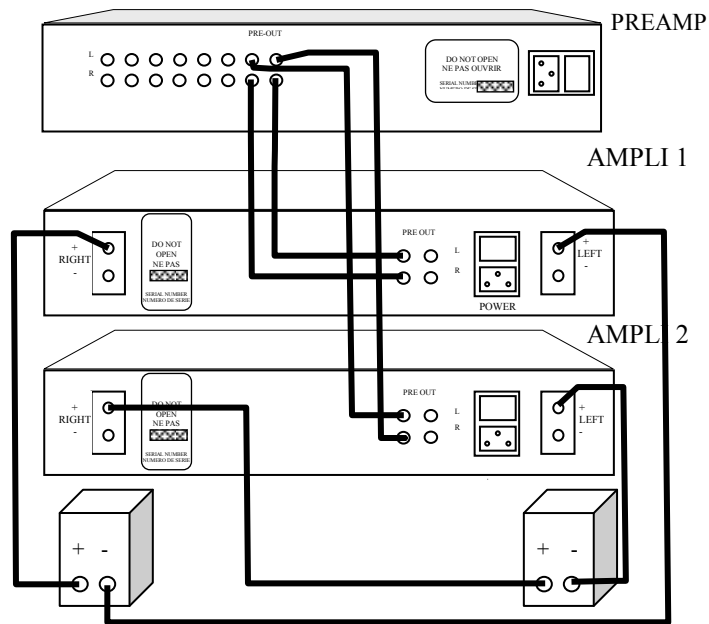 PREAMP
PRE-OUT
L
R
DO NOT OPEN
NE PAS OUVRIR
SERIAL NUMBER
AMPLI 1
+
RIGHT
-
DO NOT
OPEN
NE PAS
SERIAL NUMBER
NUMERO DE SERIE
PRE OUT
L
R
POWER
+
LEFT
-
AMPLI 2
+
RIGHT
-
DO NOT
OPEN
NE PAS
SERIAL NUMBER
NUMERO DE SERIE
PRE OUT
L
R
+
LEFT
-
+ -
+ -